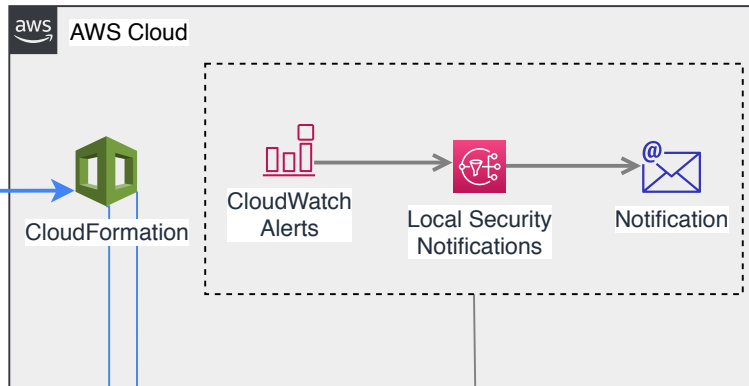 aws
AWS Cloud
CloudFormation
CloudWatch
Alerts
Local Security
Notifications
@
Notification